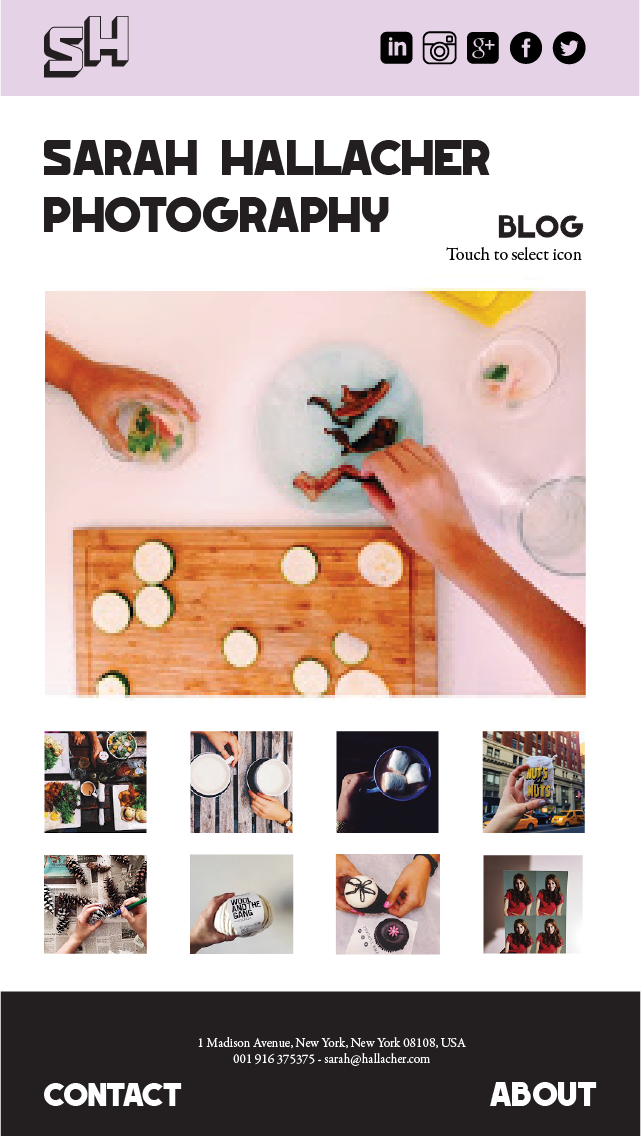 SH
in
g+
f
SARAH HALLACHER
PHOTOGRAPHY
BLOG
Touch to select icon
NUTS
NUTS
WOOL
AND THE
GANG
1 Madison Avenue, New York, New York 08108, USA
001 916 375375 - sarah@hallacher.com
CONTACT
ABOUT